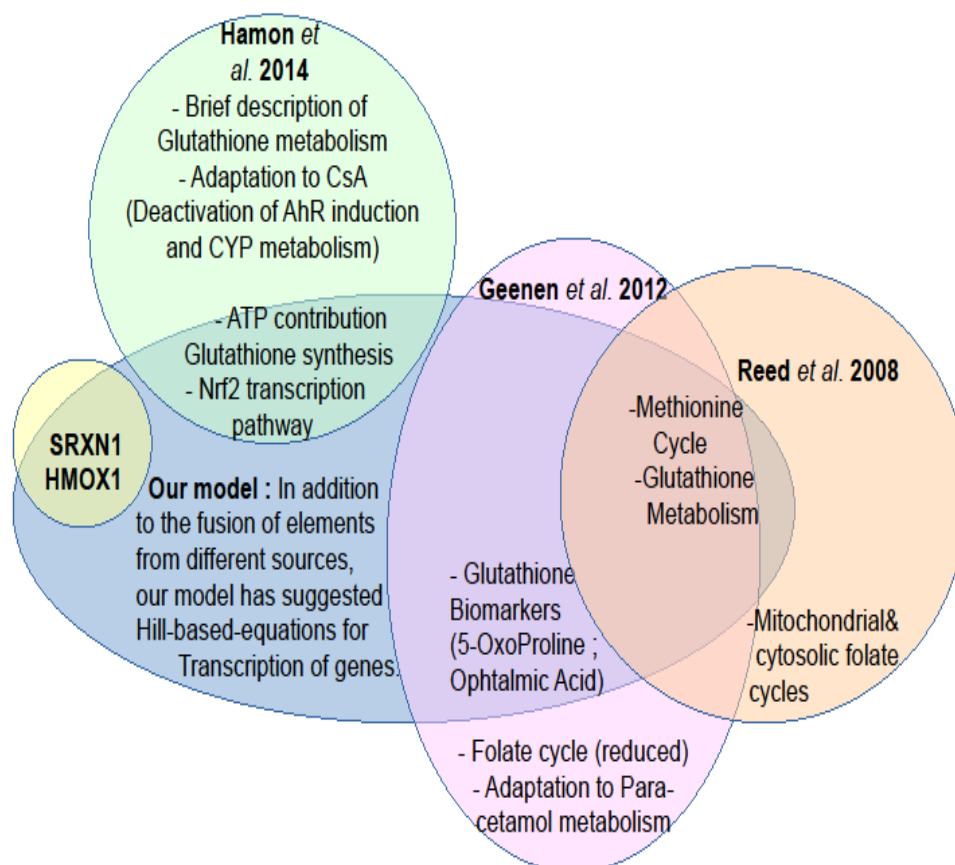 Hamon et
al. 2014
- Brief description of
Glutathione metabolism
- Adaptation to CsA
(Deactivation of AhR induction
and CYP metabolism)
- ATP contribution
Glutathione synthesis
- Nrf2 transcription
pathway
SRXN1
HMOX1
Our model : In addition
to the fusion of elements
from different sources,
our model has suggested
Hill-based-equations for
Transcription of genes.
Geenen et al. 2012
- Glutathione
Biomarkers
(5-OxoProline ;
Ophtalmic Acid)
- Folate cycle (reduced)
- Adaptation to Para-
cetamol metabolism
Reed et al. 2008
-Methionine
Cycle
-Glutathione
Metabolism
-Mitochondrial&
cytosolic folate
cycles